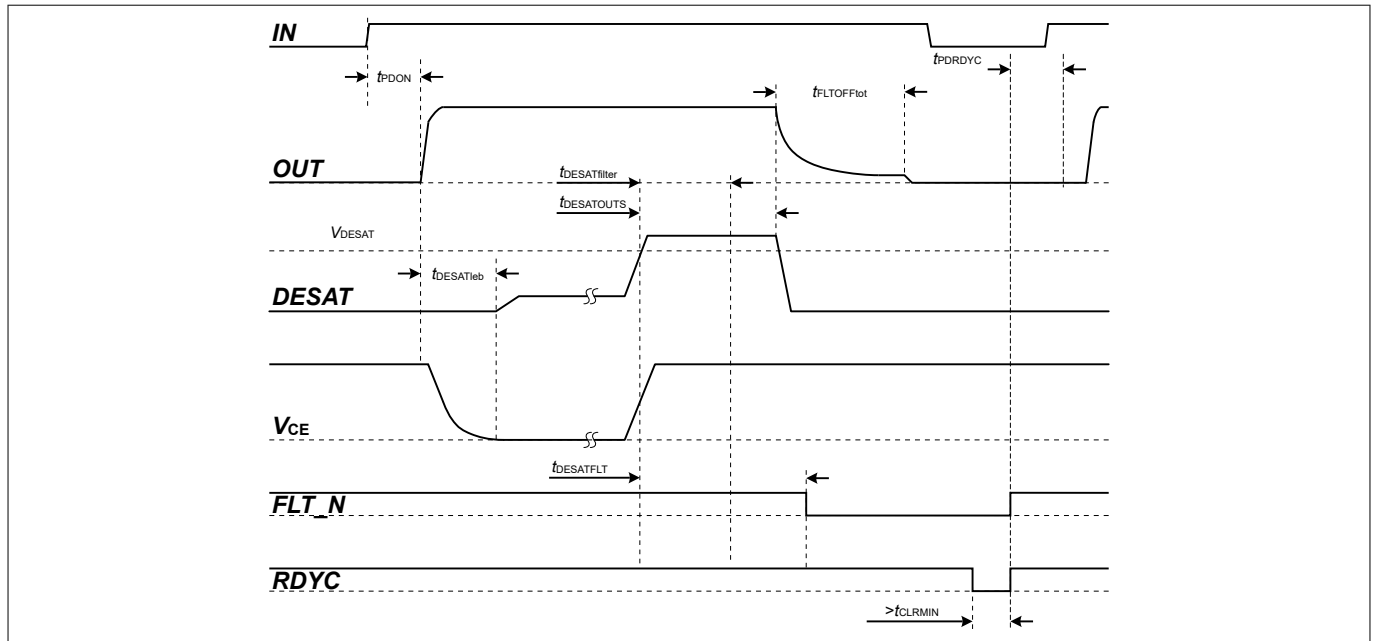 IN
tPDRDYC
tPDON
tFLTOFFtot
OUT
tDESATfilter
tDESATOUTS
VDESAT
tDESATleb
DESAT
VCE
tDESATFLT
FLT_N
RDYC
>tCLRMIN